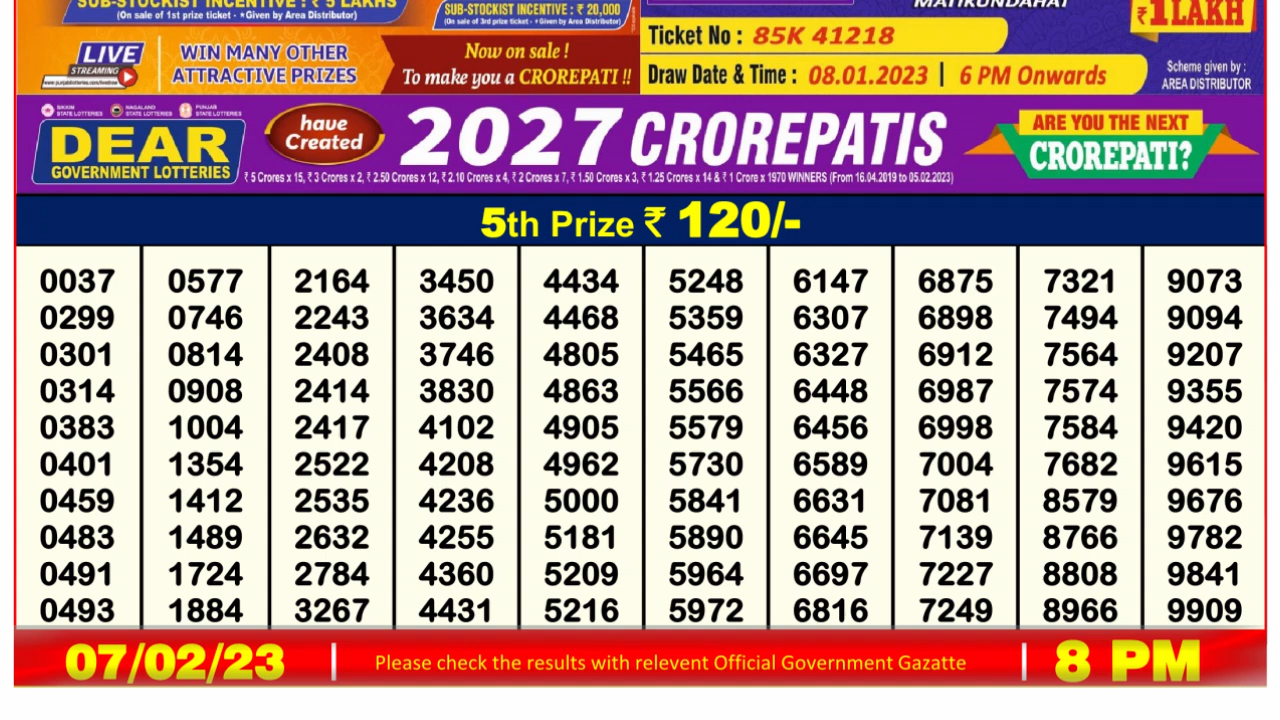 SUB-STOCKIST INCENTIVE : ₹ 5 LAKHS
(On sale of 1st prize ticket - *Given by Area Distributor)
SUB-STOCKIST INCENTIVE : ₹ 20,000
(On sale of 3rd prize ticket - *Given by Area Distributor)
MATIKUNDAHAT
₹1 LAKH
Ticket No : 85K 41218
LIVE
STREAMING
WIN MANY OTHER
ATTRACTIVE PRIZES
Now on sale !
To make you a CROREPATI !!
Draw Date & Time : 08.01.2023 | 6 PM Onwards
Scheme given by :
AREA DISTRIBUTOR
SIKKIM STATE LOTTERIES
NAGALAND STATE LOTTERIES
PUNJAB STATE LOTTERIES
DEAR
GOVERNMENT LOTTERIES
have
Created
2027 CROREPATIS
₹ 5 Crores x 15, ₹ 3 Crores x 2, ₹ 2.50 Crores x 12, ₹ 2.10 Crores x 4, ₹ 2 Crores x 7, ₹ 1.50 Crores x 3, ₹ 1.25 Crores x 14 & ₹ 1 Crore x 1970 WINNERS (From 16.04.2019 to 05.02.2023)
ARE YOU THE NEXT
CROREPATI?
5th Prize ₹ 120/-
0037 0577 2164 3450 4434 5248 6147 6875 7321 9073
0299 0746 2243 3634 4468 5359 6307 6898 7494 9094
0301 0814 2408 3746 4805 5465 6327 6912 7564 9207
0314 0908 2414 3830 4863 5566 6448 6987 7574 9355
0383 1004 2417 4102 4905 5579 6456 6998 7584 9420
0401 1354 2522 4208 4962 5730 6589 7004 7682 9615
0459 1412 2535 4236 5000 5841 6631 7081 8579 9676
0483 1489 2632 4255 5181 5890 6645 7139 8766 9782
0491 1724 2784 4360 5209 5964 6697 7227 8808 9841
0493 1884 3267 4431 5216 5972 6816 7249 8966 9909
07/02/23 | Please check the results with relevent Official Government Gazatte | 8 PM